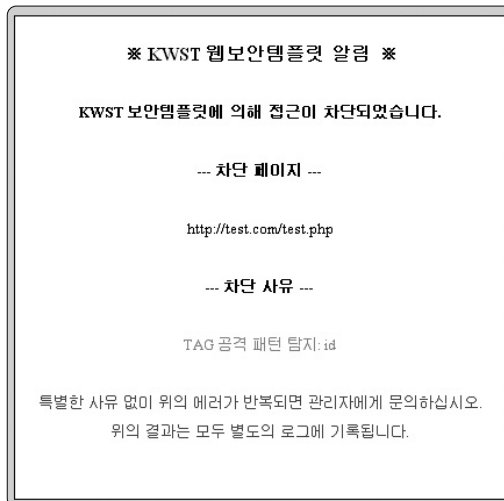 ※ KWST 웹보안템플릿 알림 ※
KWST 보안템플릿에 의해 접근이 차단되었습니다.
--- 차단 페이지 ---
http://test.com/test.php
--- 차단 사유 ---
TAG 공격 패턴 탐지: id
특별한 사유 없이 위의 에러가 반복되면 관리자에게 문의하십시오.
위의 결과는 모두 별도의 로그에 기록됩니다.